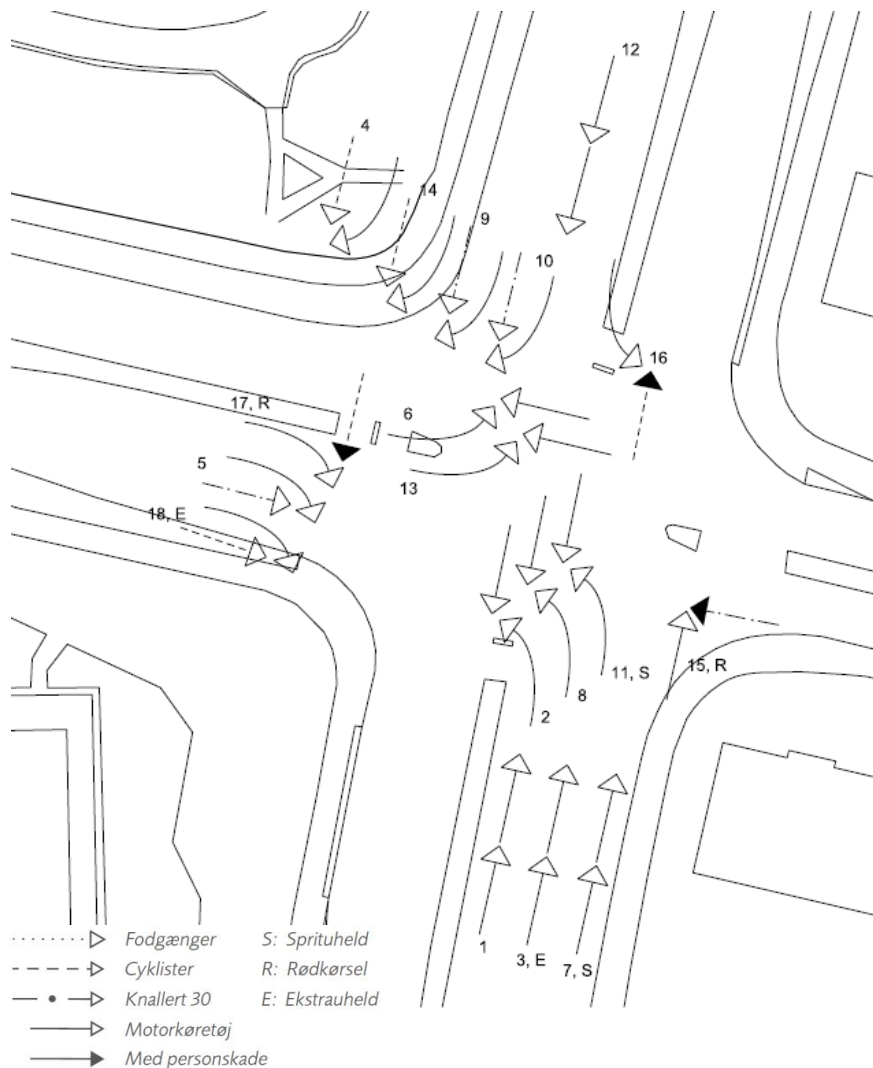 12
4
14
9
10
16
17, R
6
5
13
18, E
11, S
15, R
8
2
1
3, E
7, S
Fodgænger S: Sprituheld
Cyklister R: Rødkørsel
Knallert 30 E: Ekstrauheld
Motorkøretøj
Med personskade